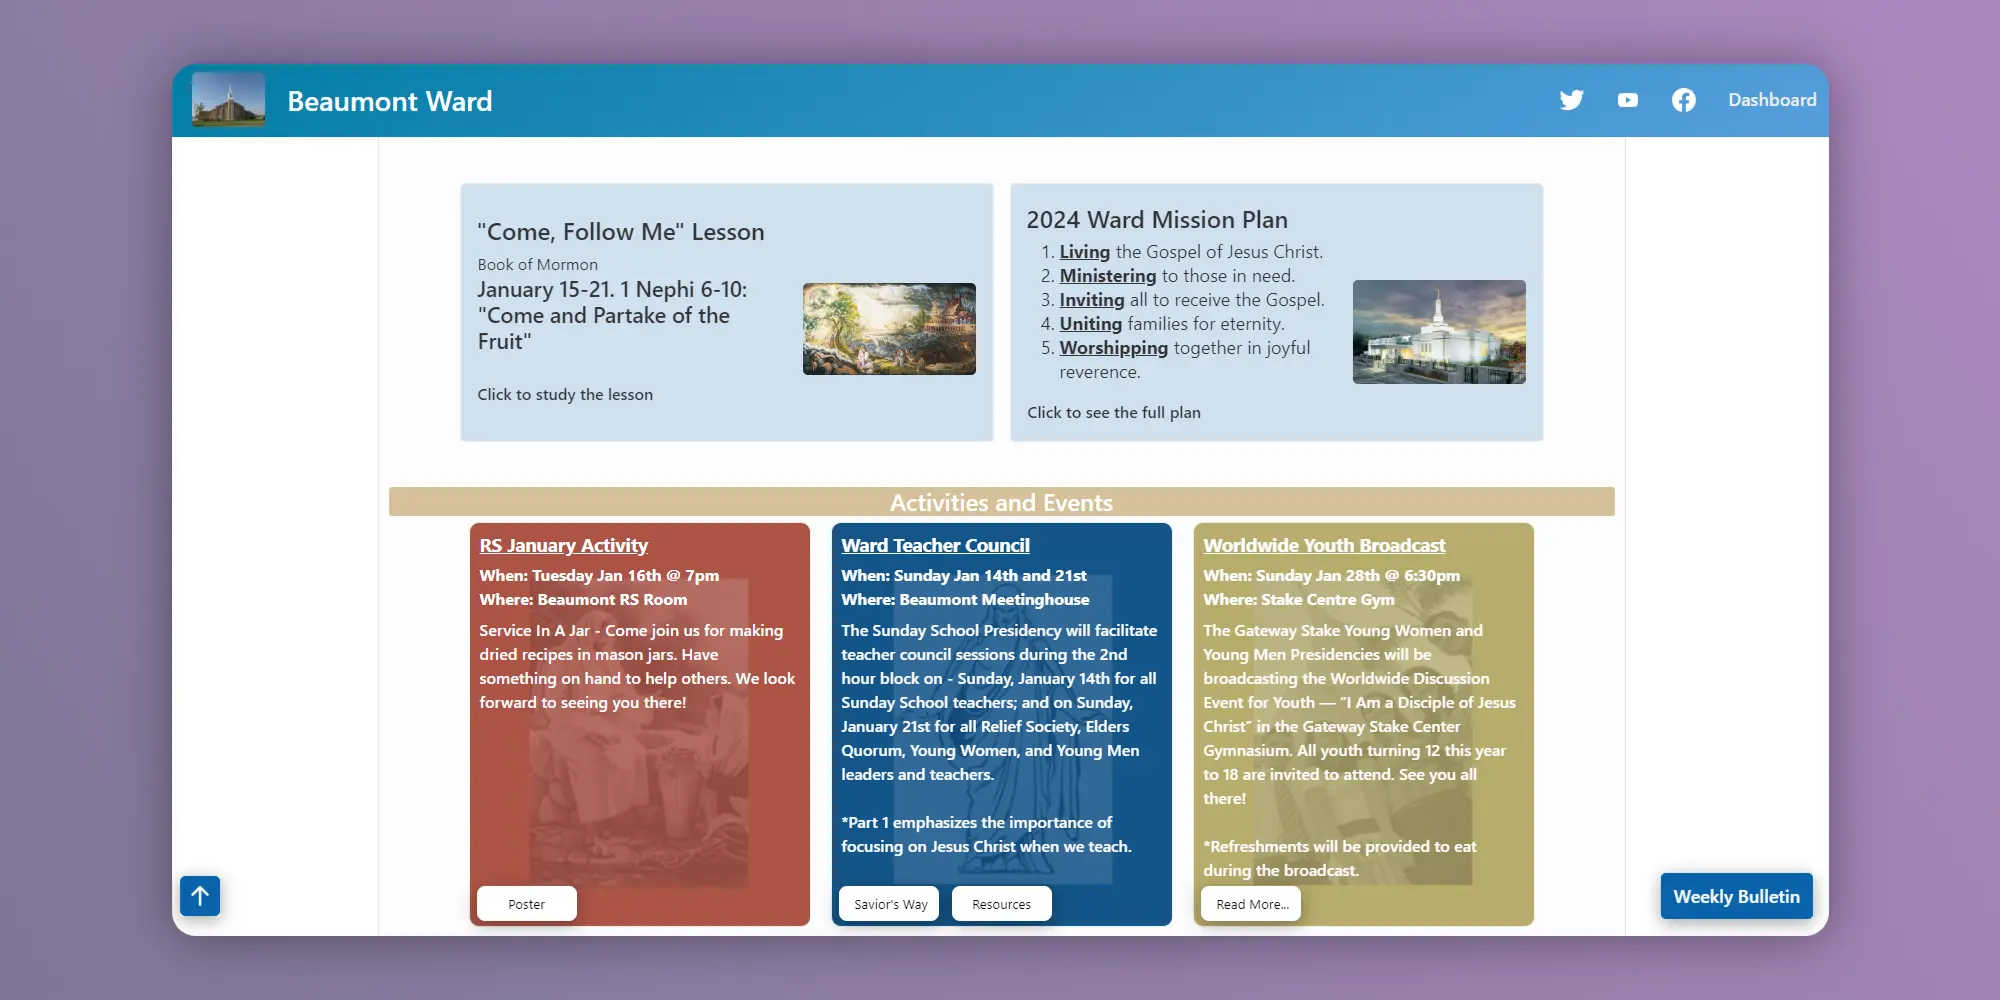 Beaumont Ward
Dashboard
"Come, Follow Me" Lesson
Book of Mormon
January 15-21. 1 Nephi 6-10:
"Come and Partake of the
Fruit"
Click to study the lesson
2024 Ward Mission Plan
1. Living the Gospel of Jesus Christ.
2. Ministering to those in need.
3. Inviting all to receive the Gospel.
4. Uniting families for eternity.
5. Worshipping together in joyful
reverence.
Click to see the full plan
Activities and Events
RS January Activity
When: Tuesday Jan 16th @ 7pm
Where: Beaumont RS Room
Service In A Jar - Come join us for making
dried recipes in mason jars. Have
something on hand to help others. We look
forward to seeing you there!
Poster
Ward Teacher Council
When: Sunday Jan 14th and 21st
Where: Beaumont Meetinghouse
The Sunday School Presidency will facilitate
teacher council sessions during the 2nd
hour block on - Sunday, January 14th for all
Sunday School teachers; and on Sunday,
January 21st for all Relief Society, Elders
Quorum, Young Women, and Young Men
leaders and teachers.
*Part 1 emphasizes the importance of
focusing on Jesus Christ when we teach.
Savior's Way
Resources
Worldwide Youth Broadcast
When: Sunday Jan 28th @ 6:30pm
Where: Stake Centre Gym
The Gateway Stake Young Women and
Young Men Presidencies will be
broadcasting the Worldwide Discussion
Event for Youth — "I Am a Disciple of Jesus
Christ" in the Gateway Stake Center
Gymnasium. All youth turning 12 this year
to 18 are invited to attend. See you all
there!
*Refreshments will be provided to eat
during the broadcast.
Read More...
Weekly Bulletin